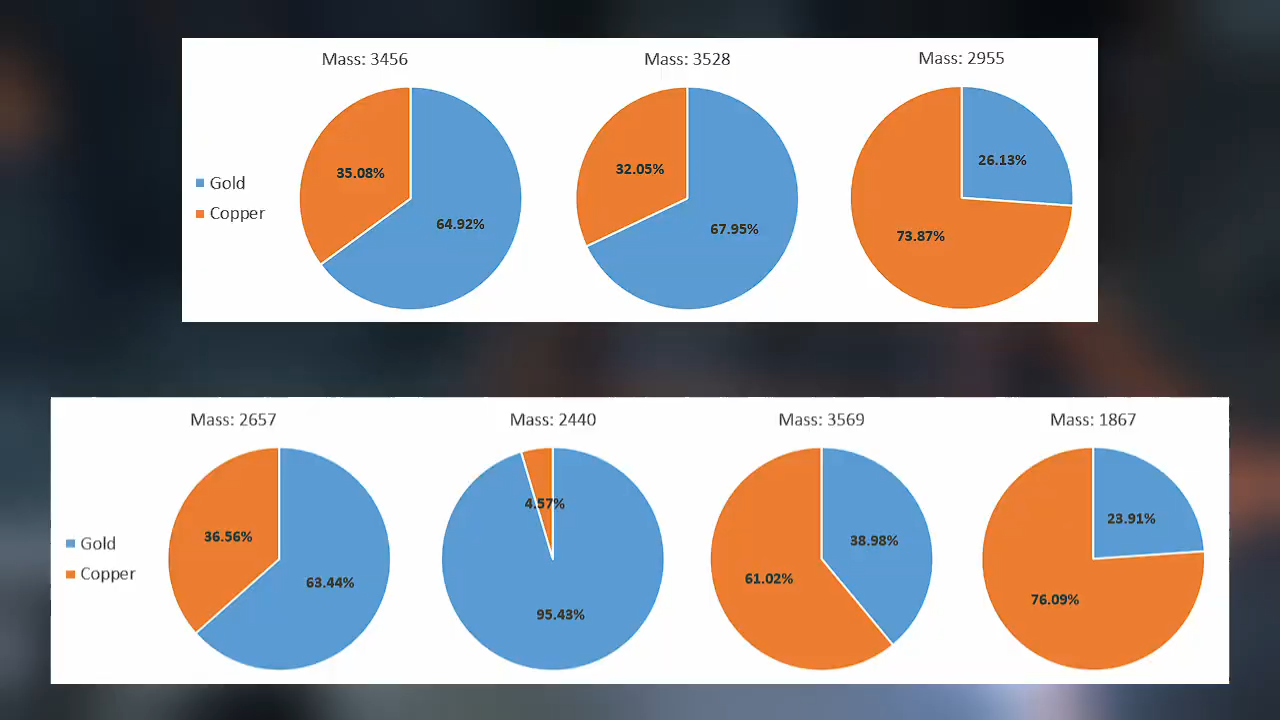 Mass: 3456
Mass: 3528
Mass: 2955
35.08%
64.92%
32.05%
67.95%
26.13%
73.87%
Gold
Copper
Mass: 2657
Mass: 2440
Mass: 3569
Mass: 1867
36.56%
63.44%
4.57%
95.43%
38.98%
61.02%
23.91%
76.09%
Gold
Copper